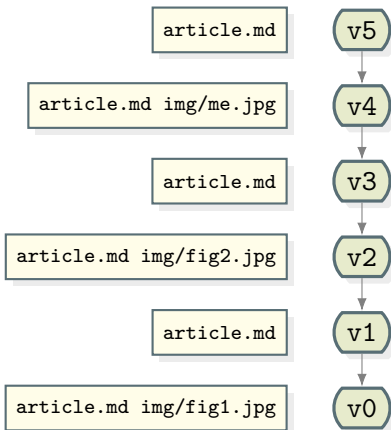 article.md v5
article.md img/me.jpg v4
article.md v3
article.md img/fig2.jpg v2
article.md v1
article.md img/fig1.jpg v0